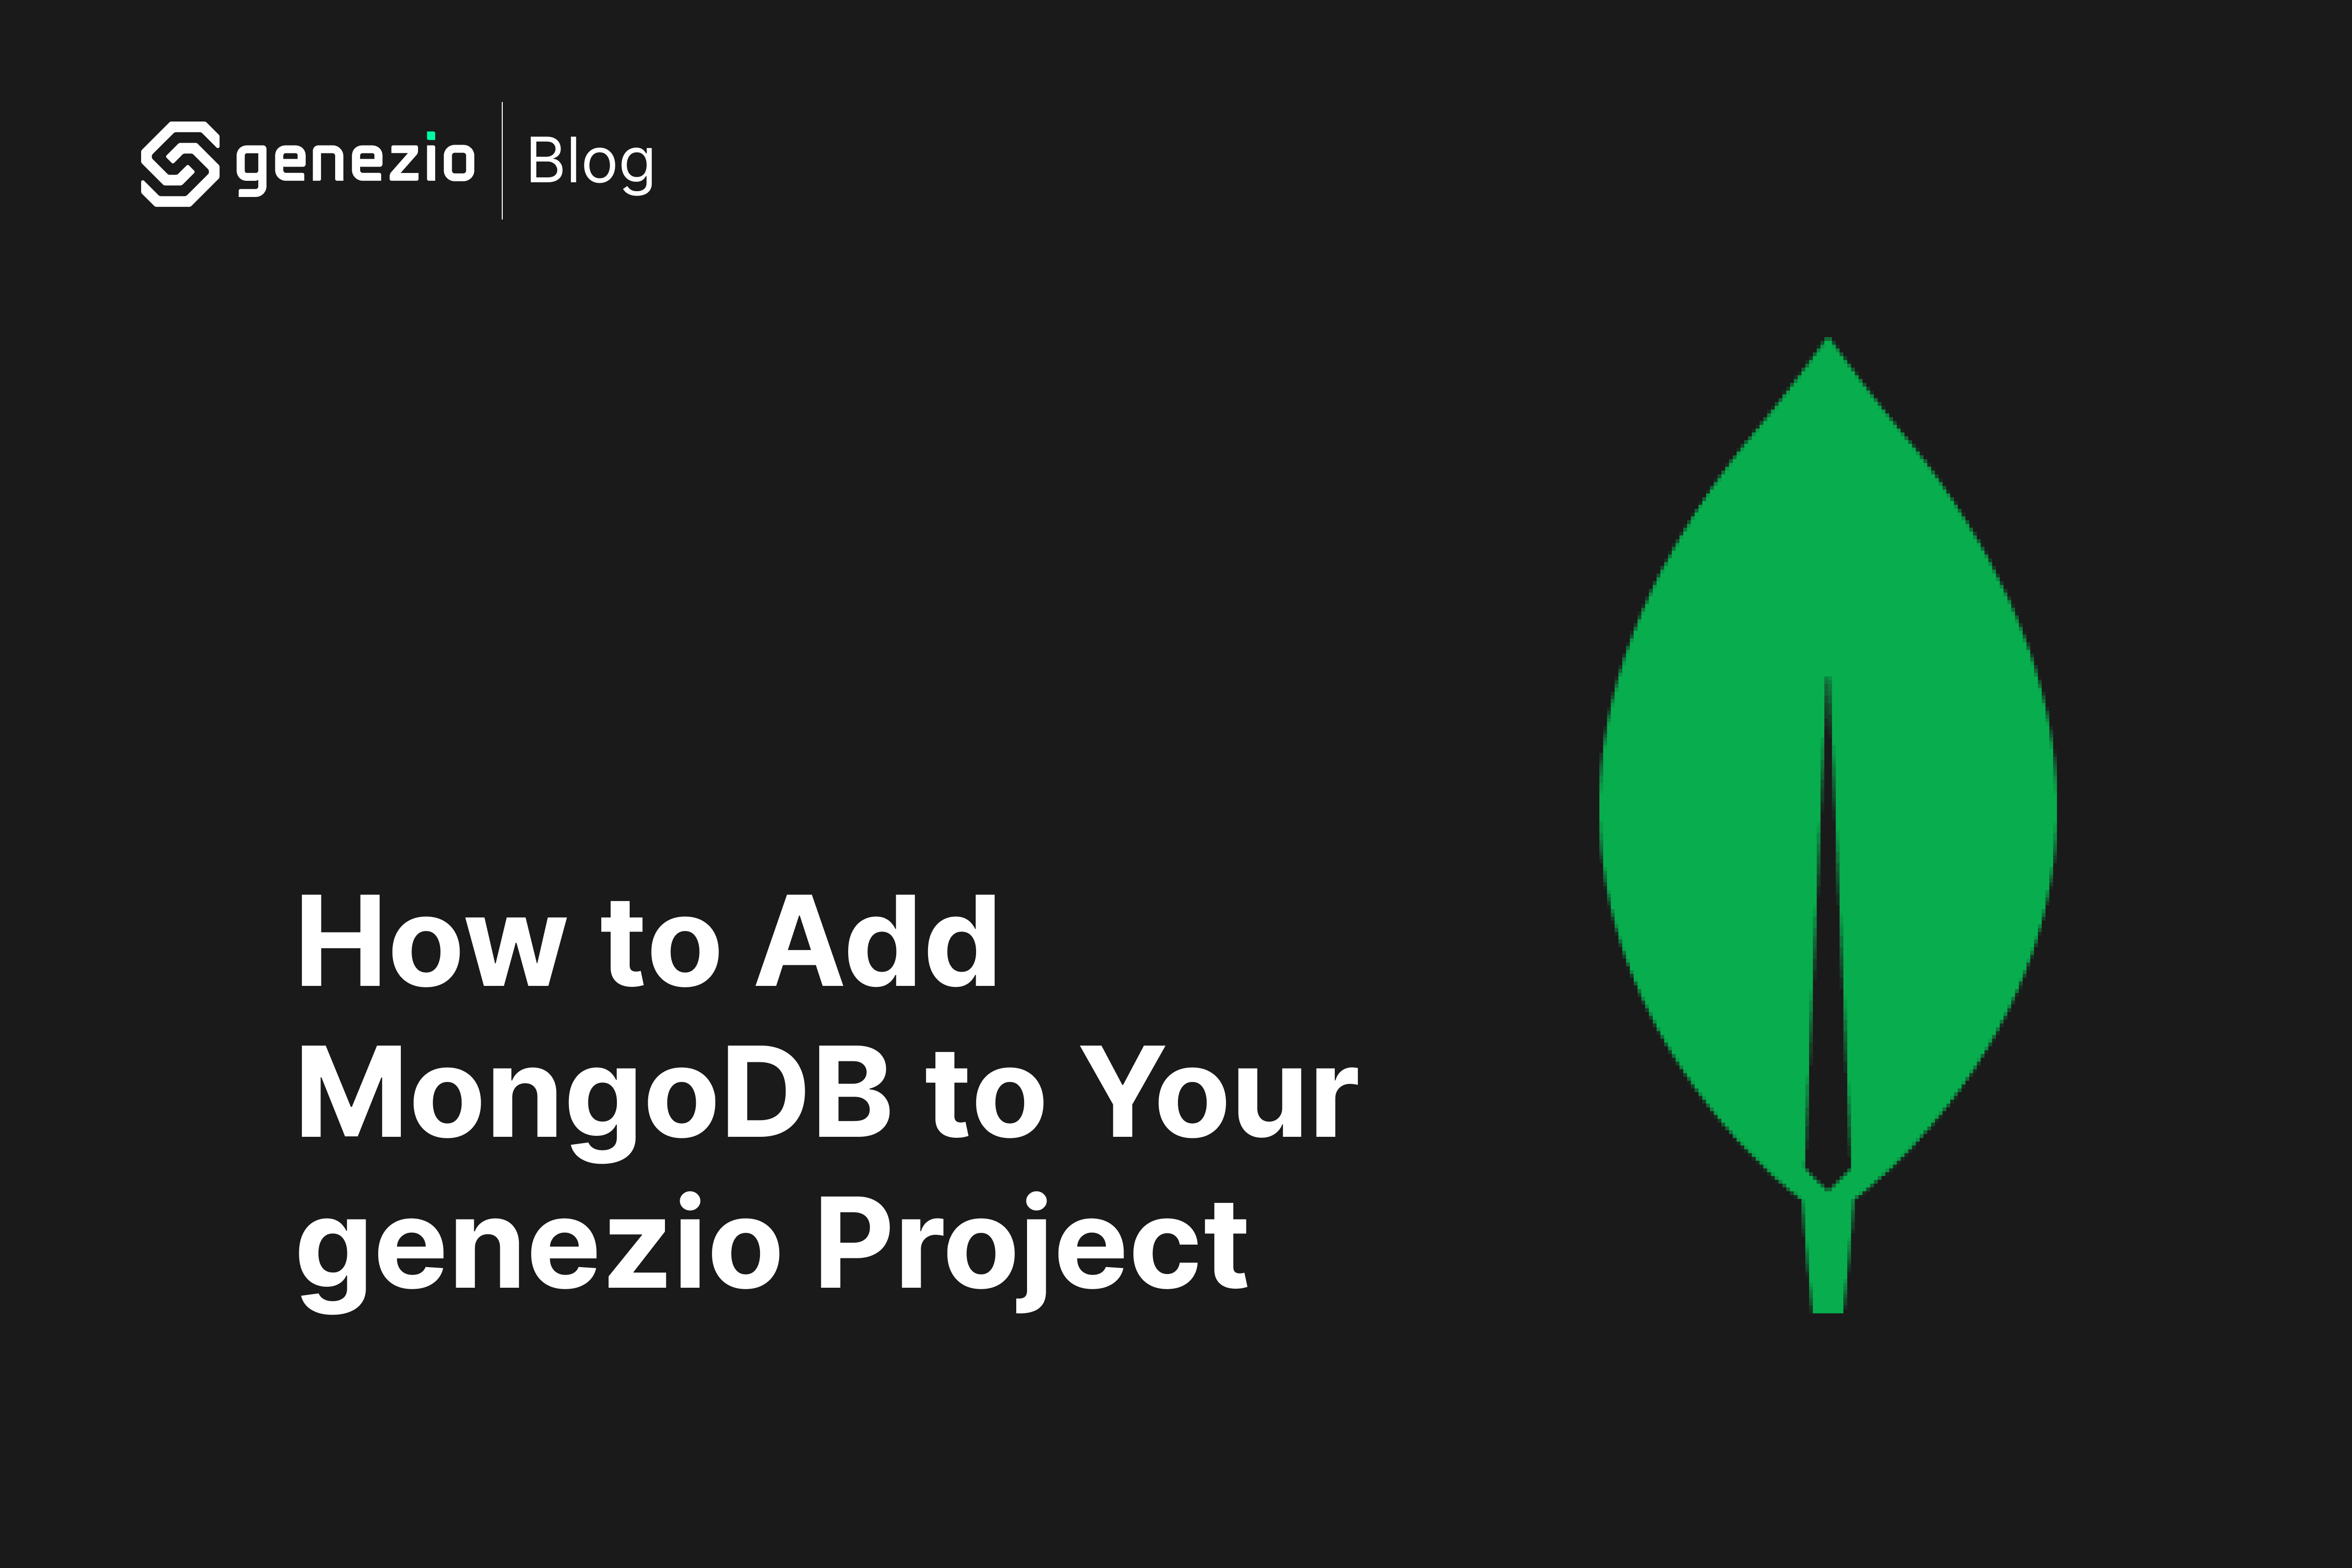 genezio Blog
How to Add
MongoDB to Your
genezio Project